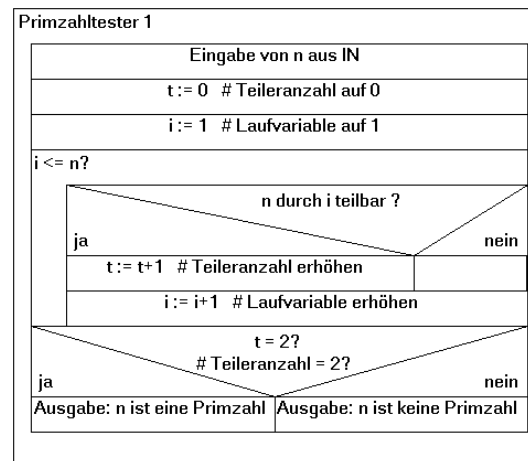 Primzahltester 1
Eingabe von n aus IN
t := 0 # Teileranzahl auf 0
i := 1 # Laufvariable auf 1
i <= n?
n durch i teilbar ?
ja
nein
t := t+1 # Teileranzahl erhöhen
i := i+1 # Laufvariable erhöhen
t = 2?
# Teileranzahl = 2?
ja
nein
Ausgabe: n ist eine Primzahl
Ausgabe: n ist keine Primzahl